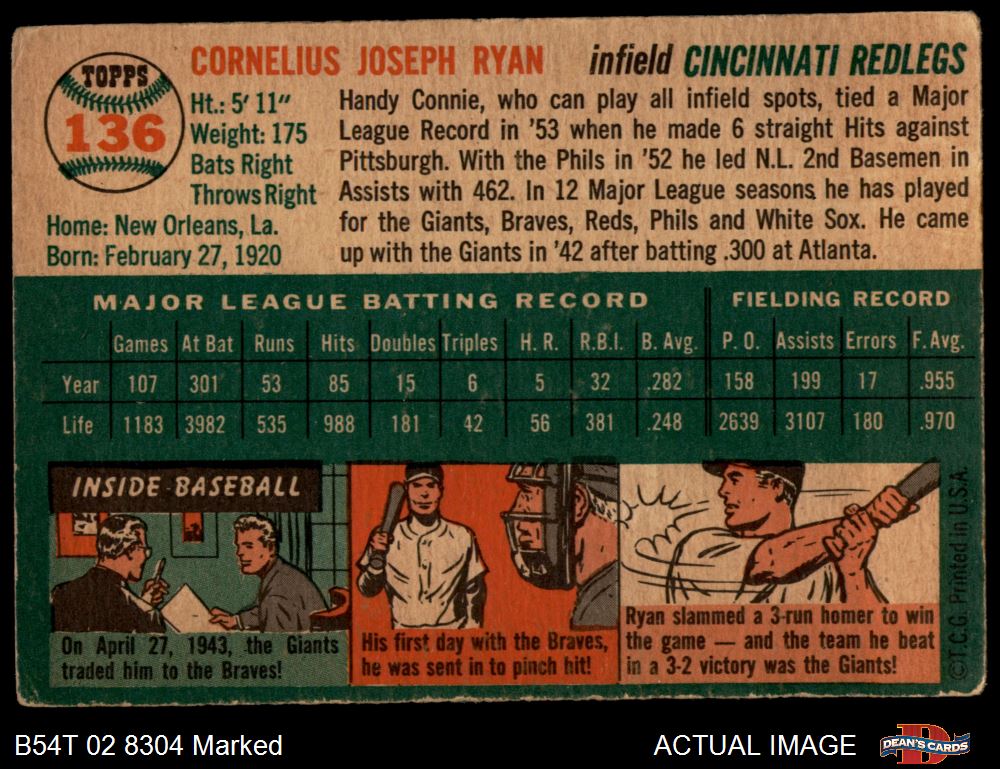 TOPPS
136
CORNELIUS JOSEPH RYAN infield CINCINNATI REDLEGS
Ht.: 5' 11"
Weight: 175
Bats Right
Throws Right
Home: New Orleans, La.
Born: February 27, 1920
Handy Connie, who can play all infield spots, tied a Major
League Record in '53 when he made 6 straight Hits against
Pittsburgh. With the Phils in '52 he led N.L. 2nd Basemen in
Assists with 462. In 12 Major League seasons he has played
for the Giants, Braves, Reds, Phils and White Sox. He came
up with the Giants in '42 after batting .300 at Atlanta.
MAJOR LEAGUE BATTING RECORD FIELDING RECORD
Games At Bat Runs Hits Doubles Triples H. R. R.B.I. B. Avg. P. O. Assists Errors F. Avg.
Year 107 301 53 85 15 6 5 32 .282 158 199 17 .955
Life 1183 3982 535 988 181 42 56 381 .248 2639 3107 180 .970
INSIDE BASEBALL
On April 27, 1943, the Giants
traded him to the Braves!
His first day with the Braves,
he was sent in to pinch hit!
Ryan slammed a 3-run homer to win
the game — and the team he beat
in a 3-2 victory was the Giants!
©T.C.G. Printed in U.S.A.
B54T 02 8304 Marked
ACTUAL IMAGE
DEAN'S CARDS